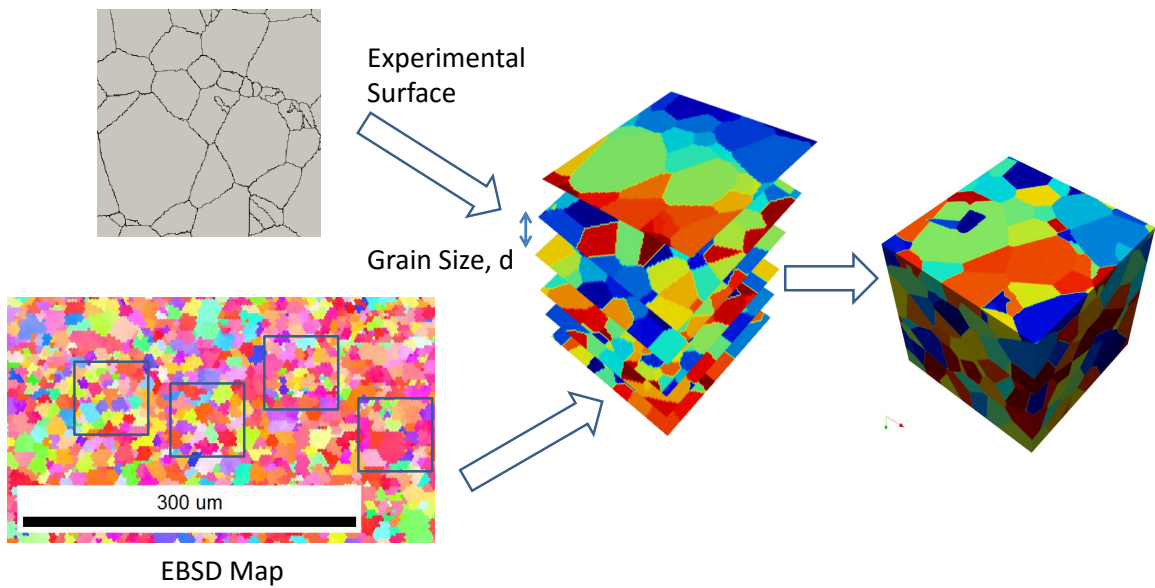 Experimental
Surface
Grain Size, d
300 um
EBSD Map